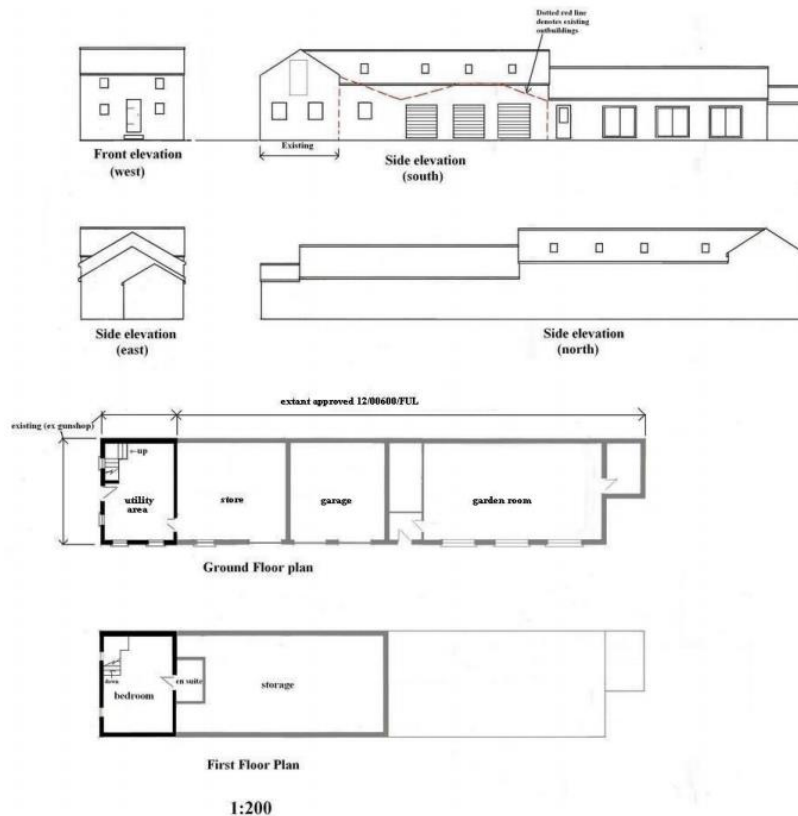 Dotted red line
denotes existing
outbuildings
Front elevation
(west)
Existing
Side elevation
(south)
Side elevation
(east)
Side elevation
(north)
extant approved 12/00600/FUL
existing (ex gunshop)
up
utility
area
store
garage
garden room
Ground Floor plan
down
bedroom
en suite
storage
First Floor Plan
1:200